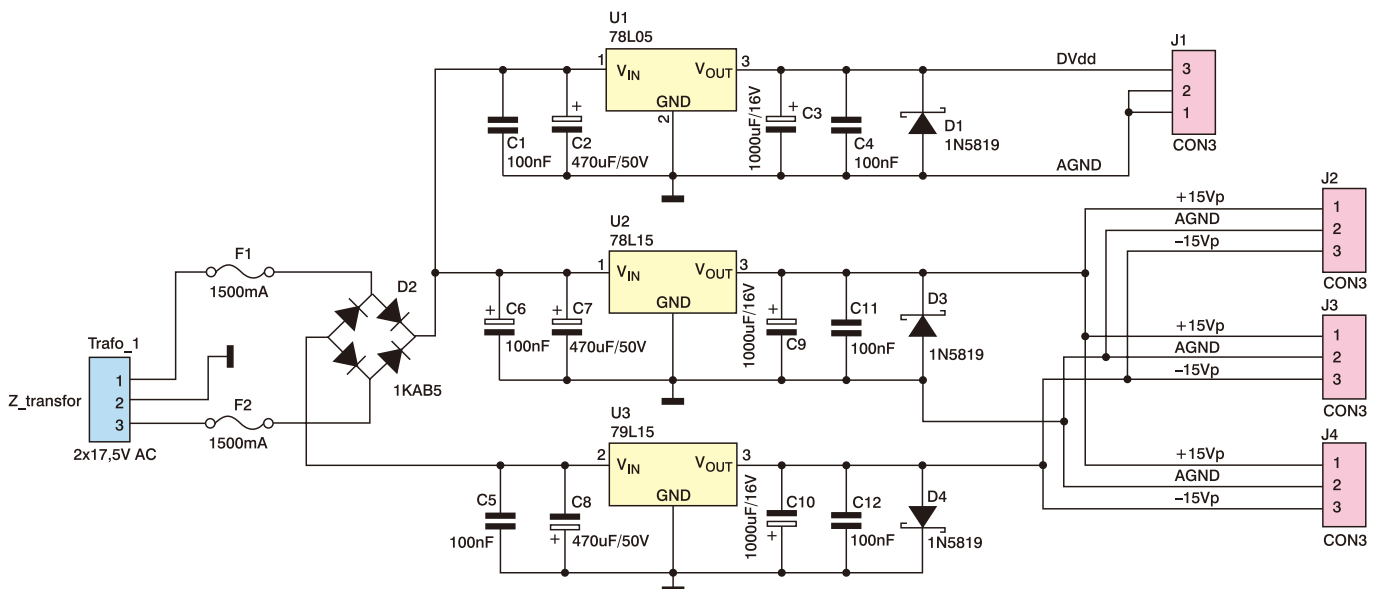 U1
78L05
1 VIN VOUT 3
GND
2
+
C1
100nF
+
C2
470uF/50V
1000uF/16V
C3
C4
100nF
D1
1N5819
DVdd
AGND
J1
3
2
1
CON3
U2
78L15
1 VIN VOUT 3
GND
+
C6
100nF
+
C7
470uF/50V
1000uF/16V
+
C9
C11
100nF
D3
1N5819
J2
+15Vp 1
AGND 2
–15Vp 3
CON3
J3
+15Vp 1
AGND 2
–15Vp 3
CON3
F1
1500mA
D2
1KAB5
Trafo_1
1
2
3
Z_transfor
2x17,5V AC
F2
1500mA
U3
79L15
2 VIN VOUT 3
GND
C5
100nF
C8
+
470uF/50V
1000uF/16V
C10
+
C12
100nF
D4
1N5819
J4
+15Vp 1
AGND 2
–15Vp 3
CON3